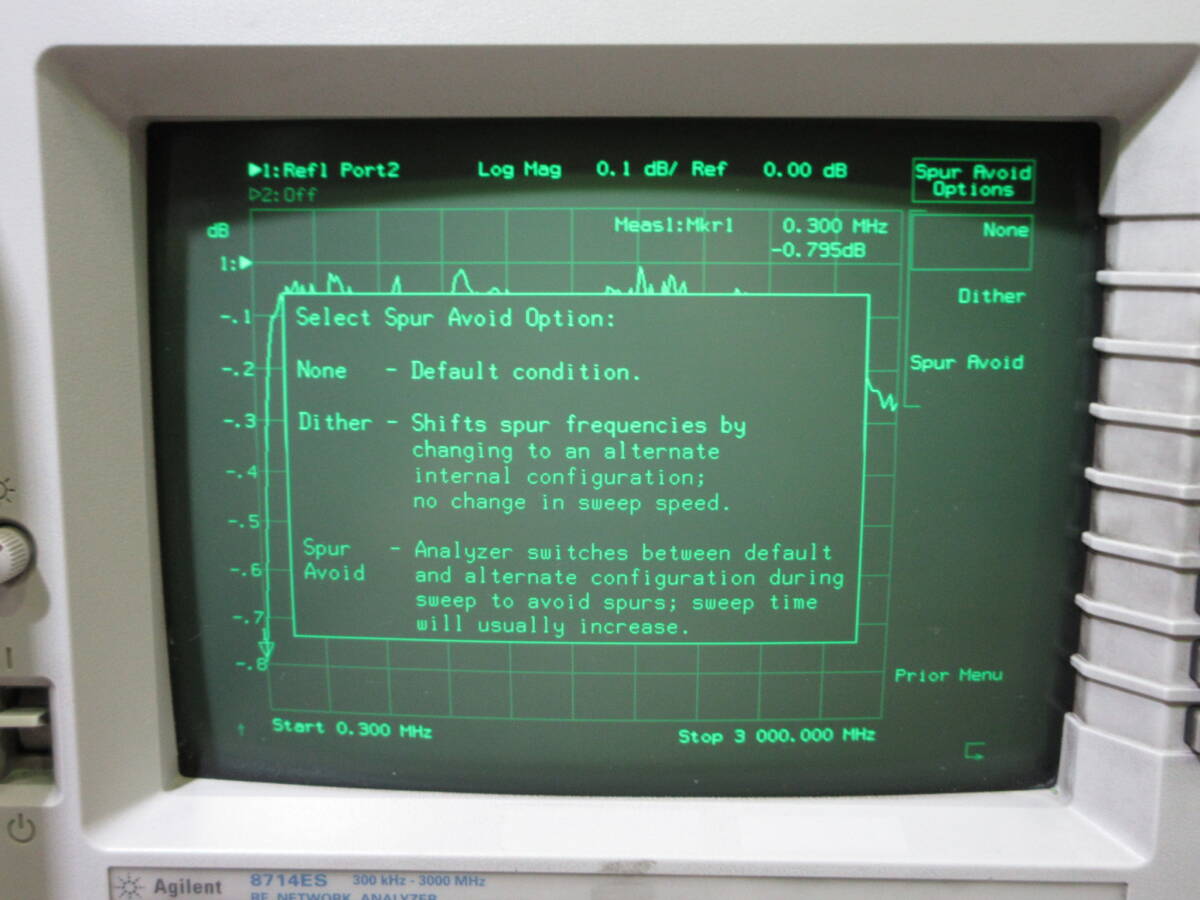 ▶1:Refl Port2 Log Mag 0.1 dB/ Ref 0.00 dB
▷2:Off
Spur Avoid
Options
dB
Meas1:Mkr1 0.300 MHz
-0.795dB
None
1:▶
Dither
-.1
Select Spur Avoid Option:
Spur Avoid
-.2
None - Default condition.
-.3
Dither - Shifts spur frequencies by
changing to an alternate
-.4
internal configuration;
no change in sweep speed.
-.5
Spur - Analyzer switches between default
Avoid and alternate configuration during
-.6
sweep to avoid spurs; sweep time
-.7
will usually increase.
-.8
Prior Menu
Start 0.300 MHz
Stop 3 000.000 MHz
Agilent 8714ES 300 kHz - 3000 MHz
RF NETWORK ANALYZER